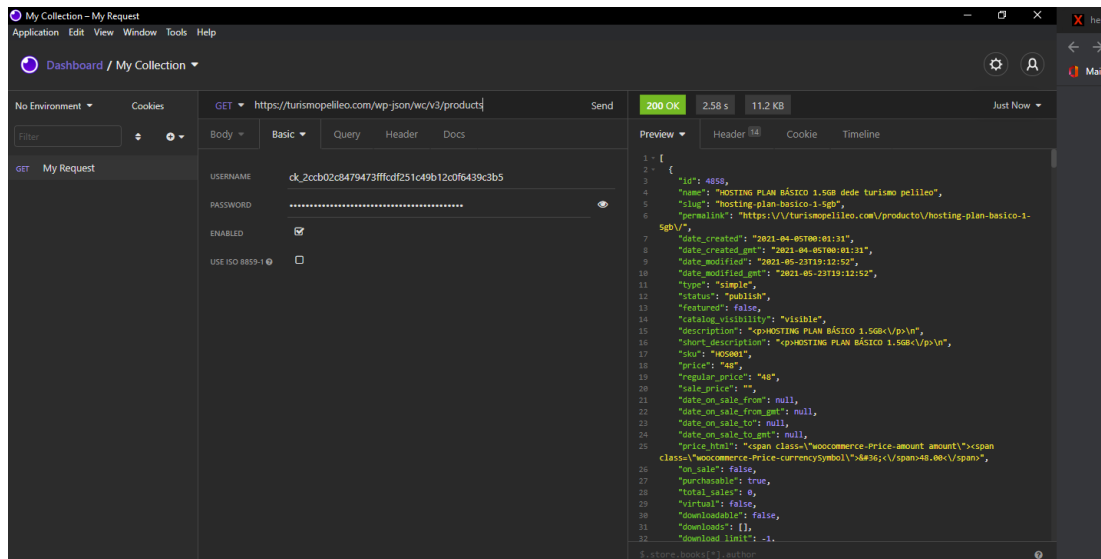 My Collection – My Request
Application Edit View Window Tools Help
Dashboard / My Collection
No Environment
Cookies
GET https://turismopelileo.com/wp-json/wc/v3/products
Send
200 OK 2.58 s 11.2 KB
Just Now
Filter
Body Basic Query Header Docs
Preview Header 14 Cookie Timeline
GET My Request
USERNAME ck_2ccb02c8479473fffcdf251c49b12c0f6439c3b5
PASSWORD
ENABLED
USE ISO 8859-1
1 [
2 {
3 "id": 4858,
4 "name": "HOSTING PLAN BÁSICO 1.5GB dede turismo pelileo",
5 "slug": "hosting-plan-basico-1-5gb",
6 "permalink": "https:\/\/turismopelileo.com\/producto\/hosting-plan-basico-1-
5gb\/",
7 "date_created": "2021-04-05T00:01:31",
8 "date_created_gmt": "2021-04-05T00:01:31",
9 "date_modified": "2021-05-23T19:12:52",
10 "date_modified_gmt": "2021-05-23T19:12:52",
11 "type": "simple",
12 "status": "publish",
13 "featured": false,
14 "catalog_visibility": "visible",
15 "description": "<p>HOSTING PLAN BÁSICO 1.5GB<\/p>\n",
16 "short_description": "<p>HOSTING PLAN BÁSICO 1.5GB<\/p>\n",
17 "sku": "HOS001",
18 "price": "48",
19 "regular_price": "48",
20 "sale_price": "",
21 "date_on_sale_from": null,
22 "date_on_sale_from_gmt": null,
23 "date_on_sale_to": null,
24 "date_on_sale_to_gmt": null,
25 "price_html": "<span class=\"woocommerce-Price-amount amount\"><span
class=\"woocommerce-Price-currencySymbol\">&#36;<\/span>48.00<\/span>",
26 "on_sale": false,
27 "purchasable": true,
28 "total_sales": 0,
29 "virtual": false,
30 "downloadable": false,
31 "downloads": [],
32 "download_limit": -1,
$.store.books[*].author
he
Mai